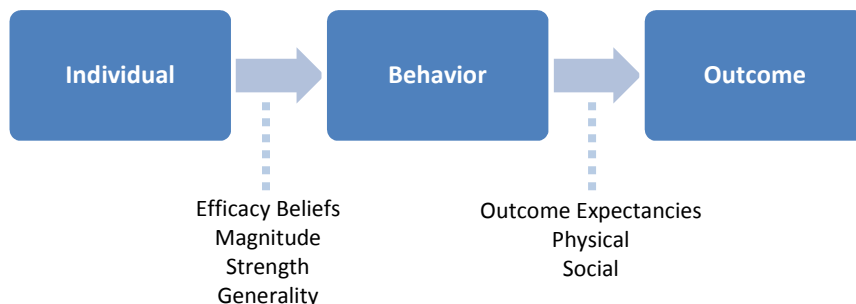 Individual
Behavior
Outcome
Efficacy Beliefs
Magnitude
Strength
Generality
Outcome Expectancies
Physical
Social